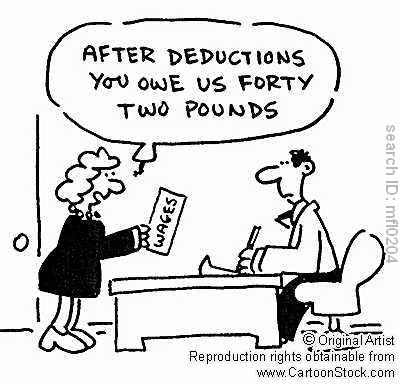 AFTER DEDUCTIONS
YOU OWE US FORTY
TWO POUNDS
WAGES
search ID: mfl0204
© Original Artist
Reproduction rights obtainable from
www.CartoonStock.com